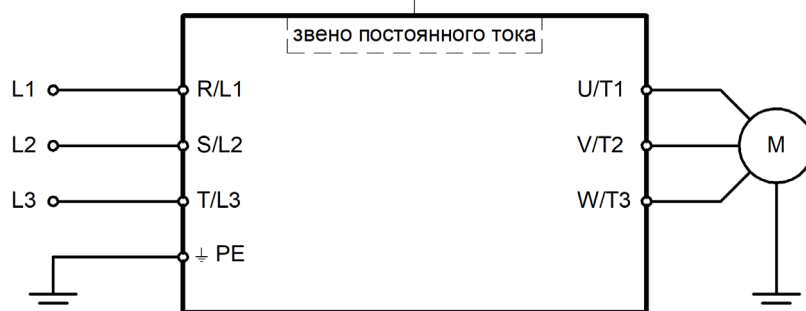 звено постоянного тока
L1 R/L1 U/T1
L2 S/L2 V/T2 M
L3 T/L3 W/T3
PE